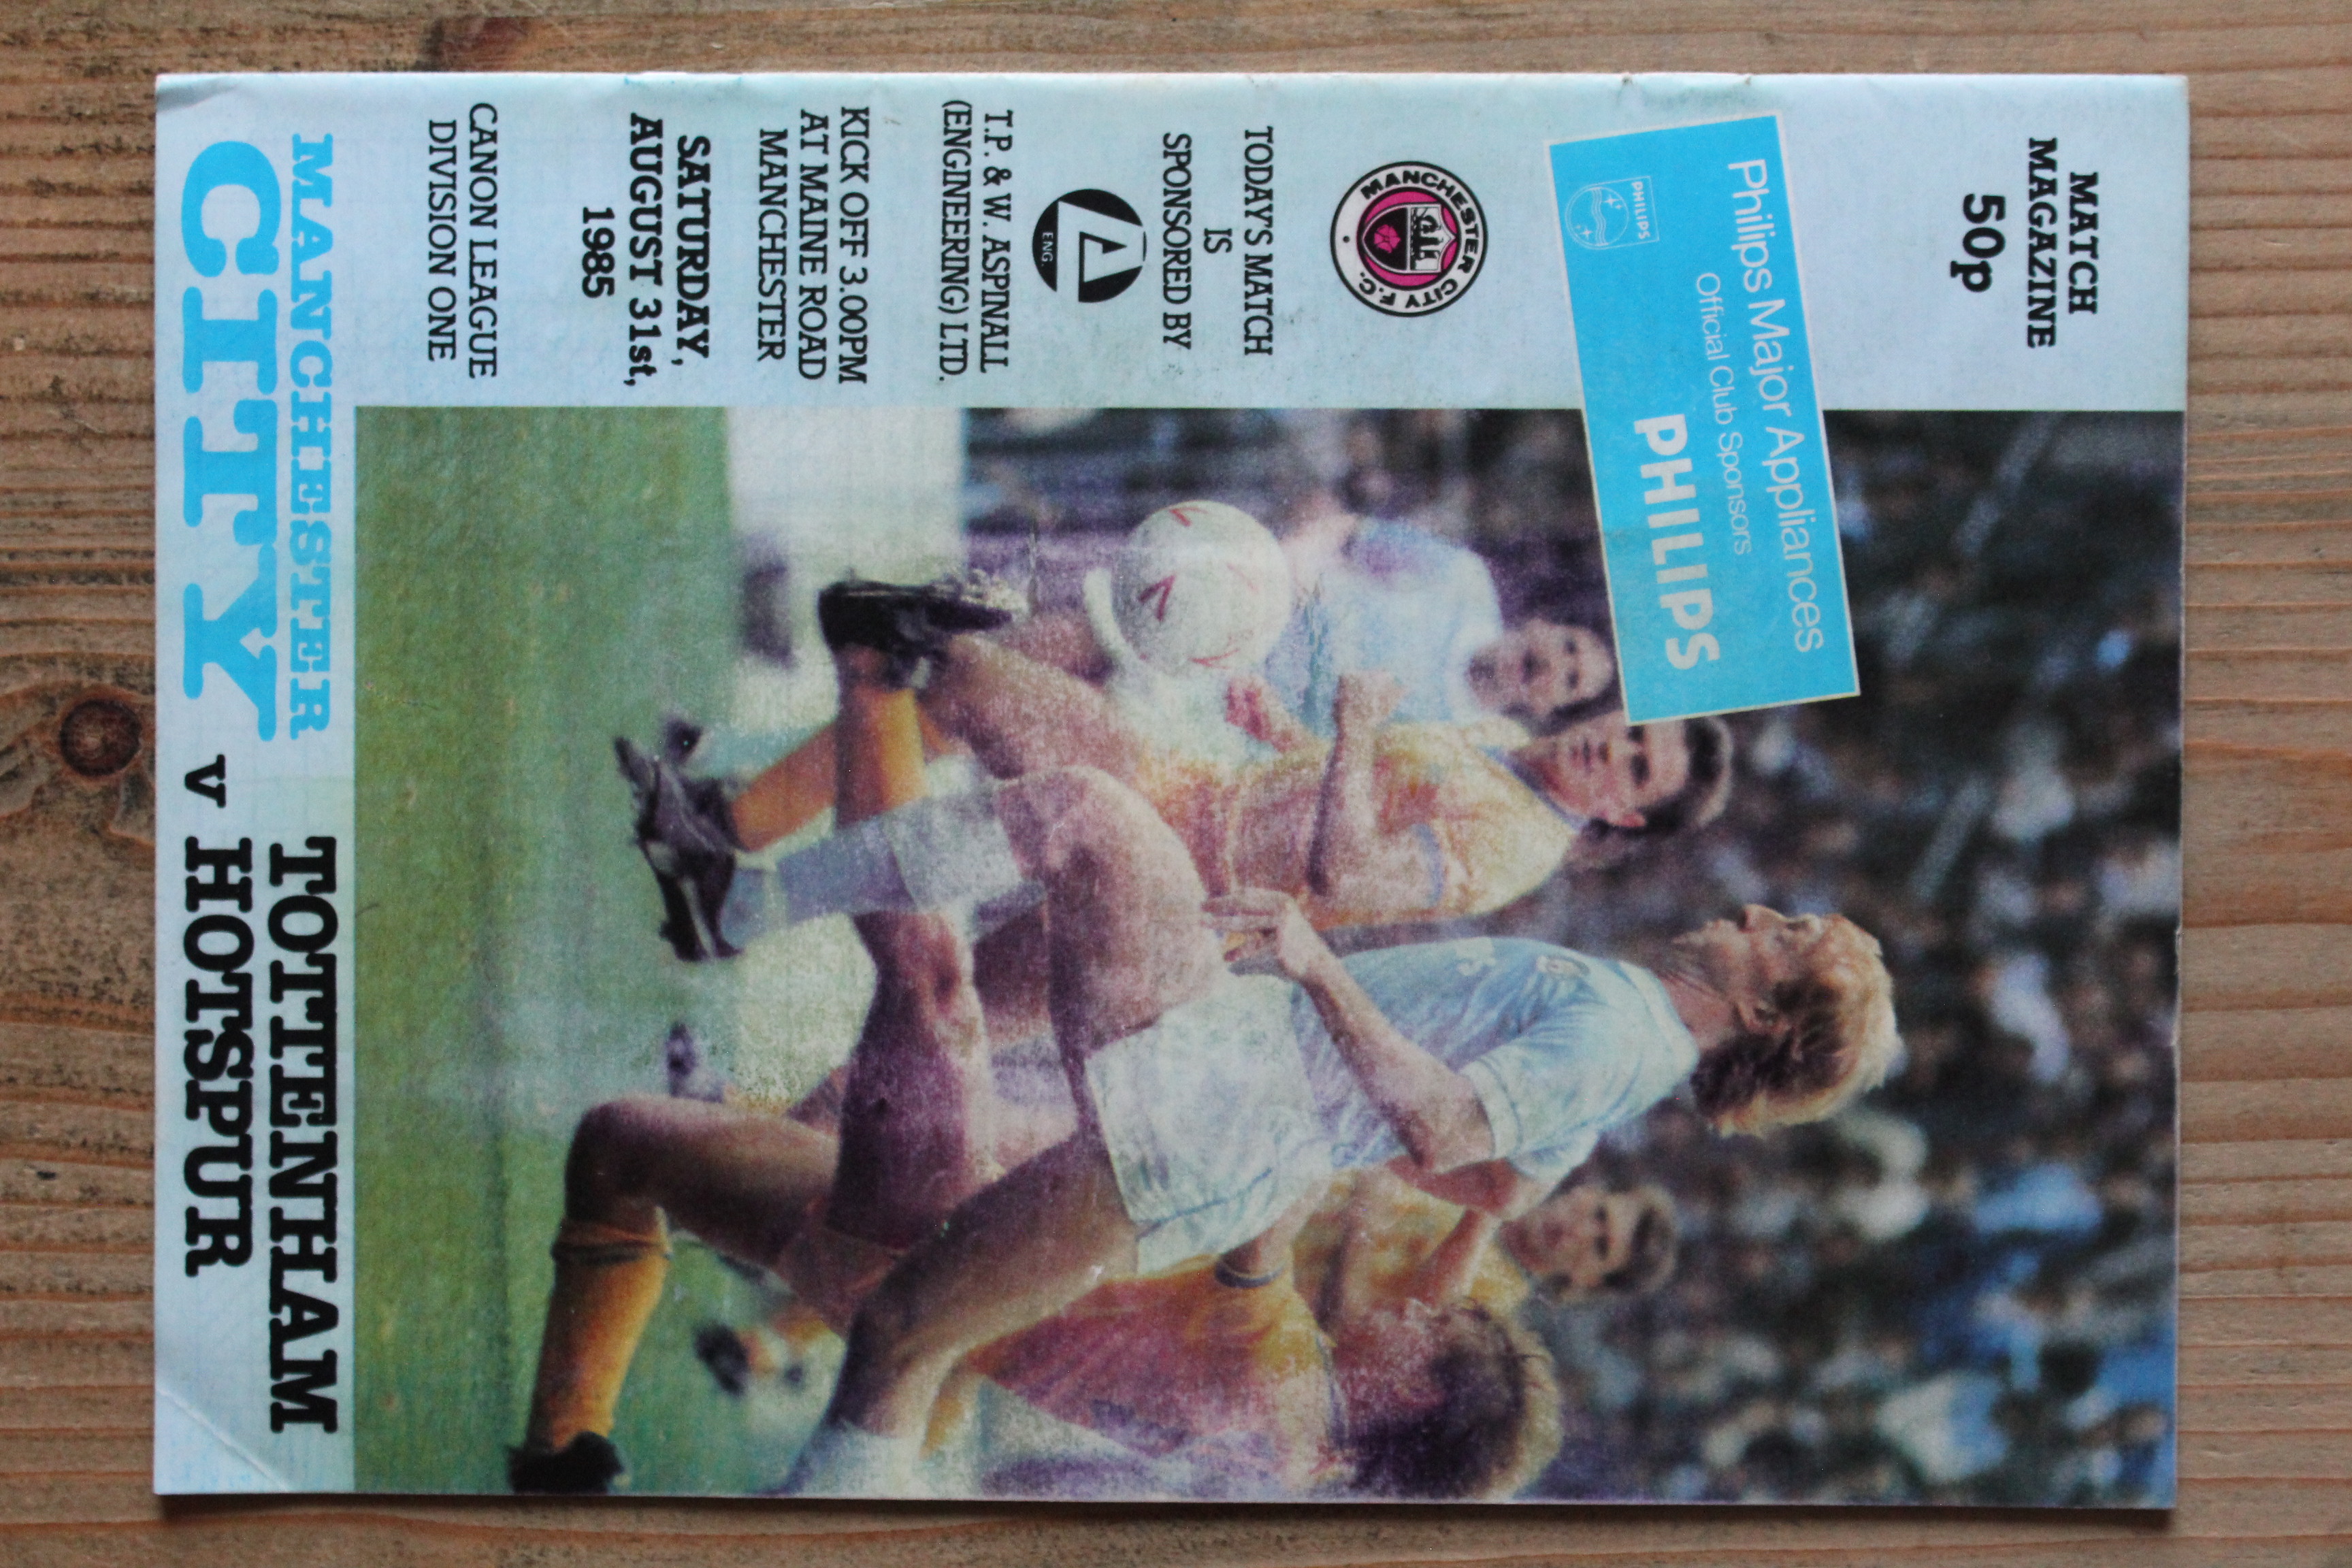 MATCH
MAGAZINE
50p
Philips Major Appliances
Official Club Sponsors
PHILIPS
PHILIPS
MANCHESTER CITY F.C.
TODAY'S MATCH
IS
SPONSORED BY
A
ENG.
T.P. & W. ASPINALL
(ENGINEERING) LTD.
KICK OFF 3.00PM
AT MAINE ROAD
MANCHESTER
SATURDAY,
AUGUST 31st,
1985
CANON LEAGUE
DIVISION ONE
MANCHESTER
CITY v TOTTENHAM
HOTSPUR